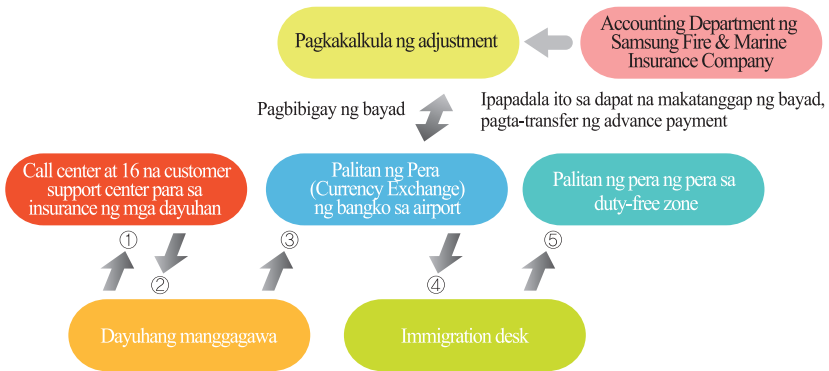 Pagkakalkula ng adjustment
Accounting Department ng
Samsung Fire & Marine
Insurance Company
Pagbibigay ng bayad
Ipapadala ito sa dapat na makatanggap ng bayad,
pagta-transfer ng advance payment
Call center at 16 na customer
support center para sa
insurance ng mga dayuhan
Palitan ng Pera
(Currency Exchange)
ng bangko sa airport
Palitan ng pera ng pera sa
duty-free zone
①
②
③
④
⑤
Dayuhang manggagawa
Immigration desk